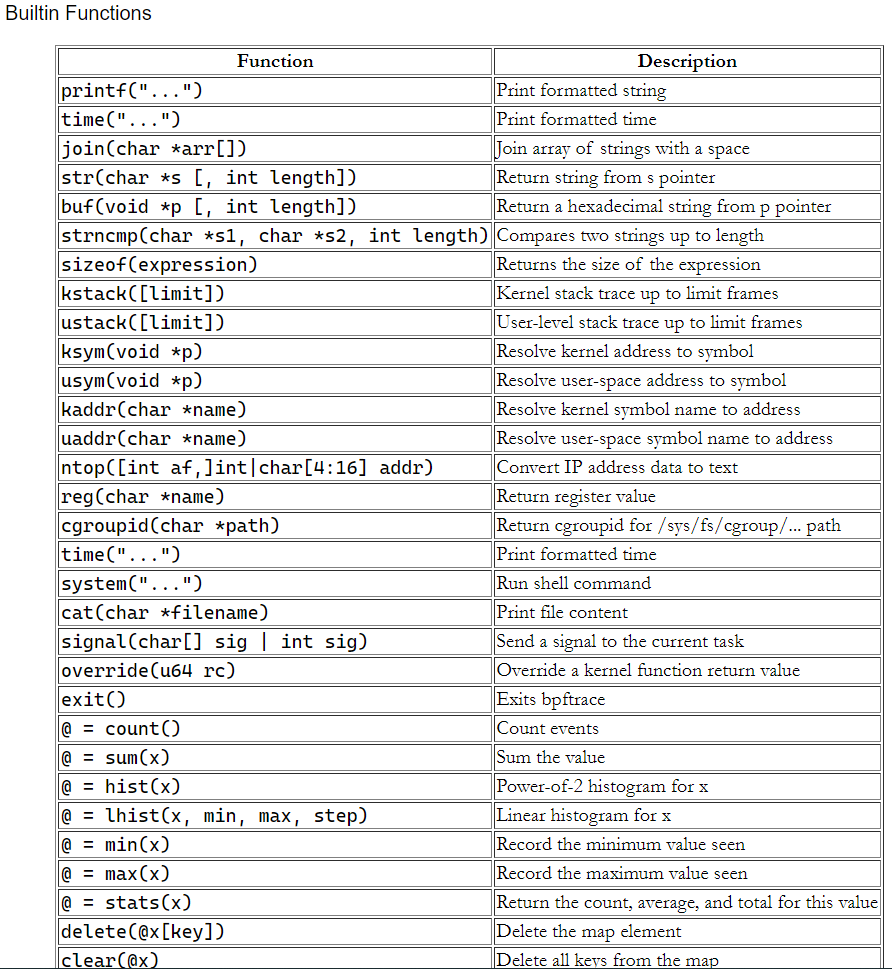 Builtin Functions
Function Description
printf("...") Print formatted string
time("...") Print formatted time
join(char *arr[]) Join array of strings with a space
str(char *s [, int length]) Return string from s pointer
buf(void *p [, int length]) Return a hexadecimal string from p pointer
strncmp(char *s1, char *s2, int length) Compares two strings up to length
sizeof(expression) Returns the size of the expression
kstack([limit]) Kernel stack trace up to limit frames
ustack([limit]) User-level stack trace up to limit frames
ksym(void *p) Resolve kernel address to symbol
usym(void *p) Resolve user-space address to symbol
kaddr(char *name) Resolve kernel symbol name to address
uaddr(char *name) Resolve user-space symbol name to address
ntop([int af,]int|char[4:16] addr) Convert IP address data to text
reg(char *name) Return register value
cgroupid(char *path) Return cgroupid for /sys/fs/cgroup/... path
time("...") Print formatted time
system("...") Run shell command
cat(char *filename) Print file content
signal(char[] sig | int sig) Send a signal to the current task
override(u64 rc) Override a kernel function return value
exit() Exits bpftrace
@ = count() Count events
@ = sum(x) Sum the value
@ = hist(x) Power-of-2 histogram for x
@ = lhist(x, min, max, step) Linear histogram for x
@ = min(x) Record the minimum value seen
@ = max(x) Record the maximum value seen
@ = stats(x) Return the count, average, and total for this value
delete(@x[key]) Delete the map element
clear(@x) Delete all keys from the map